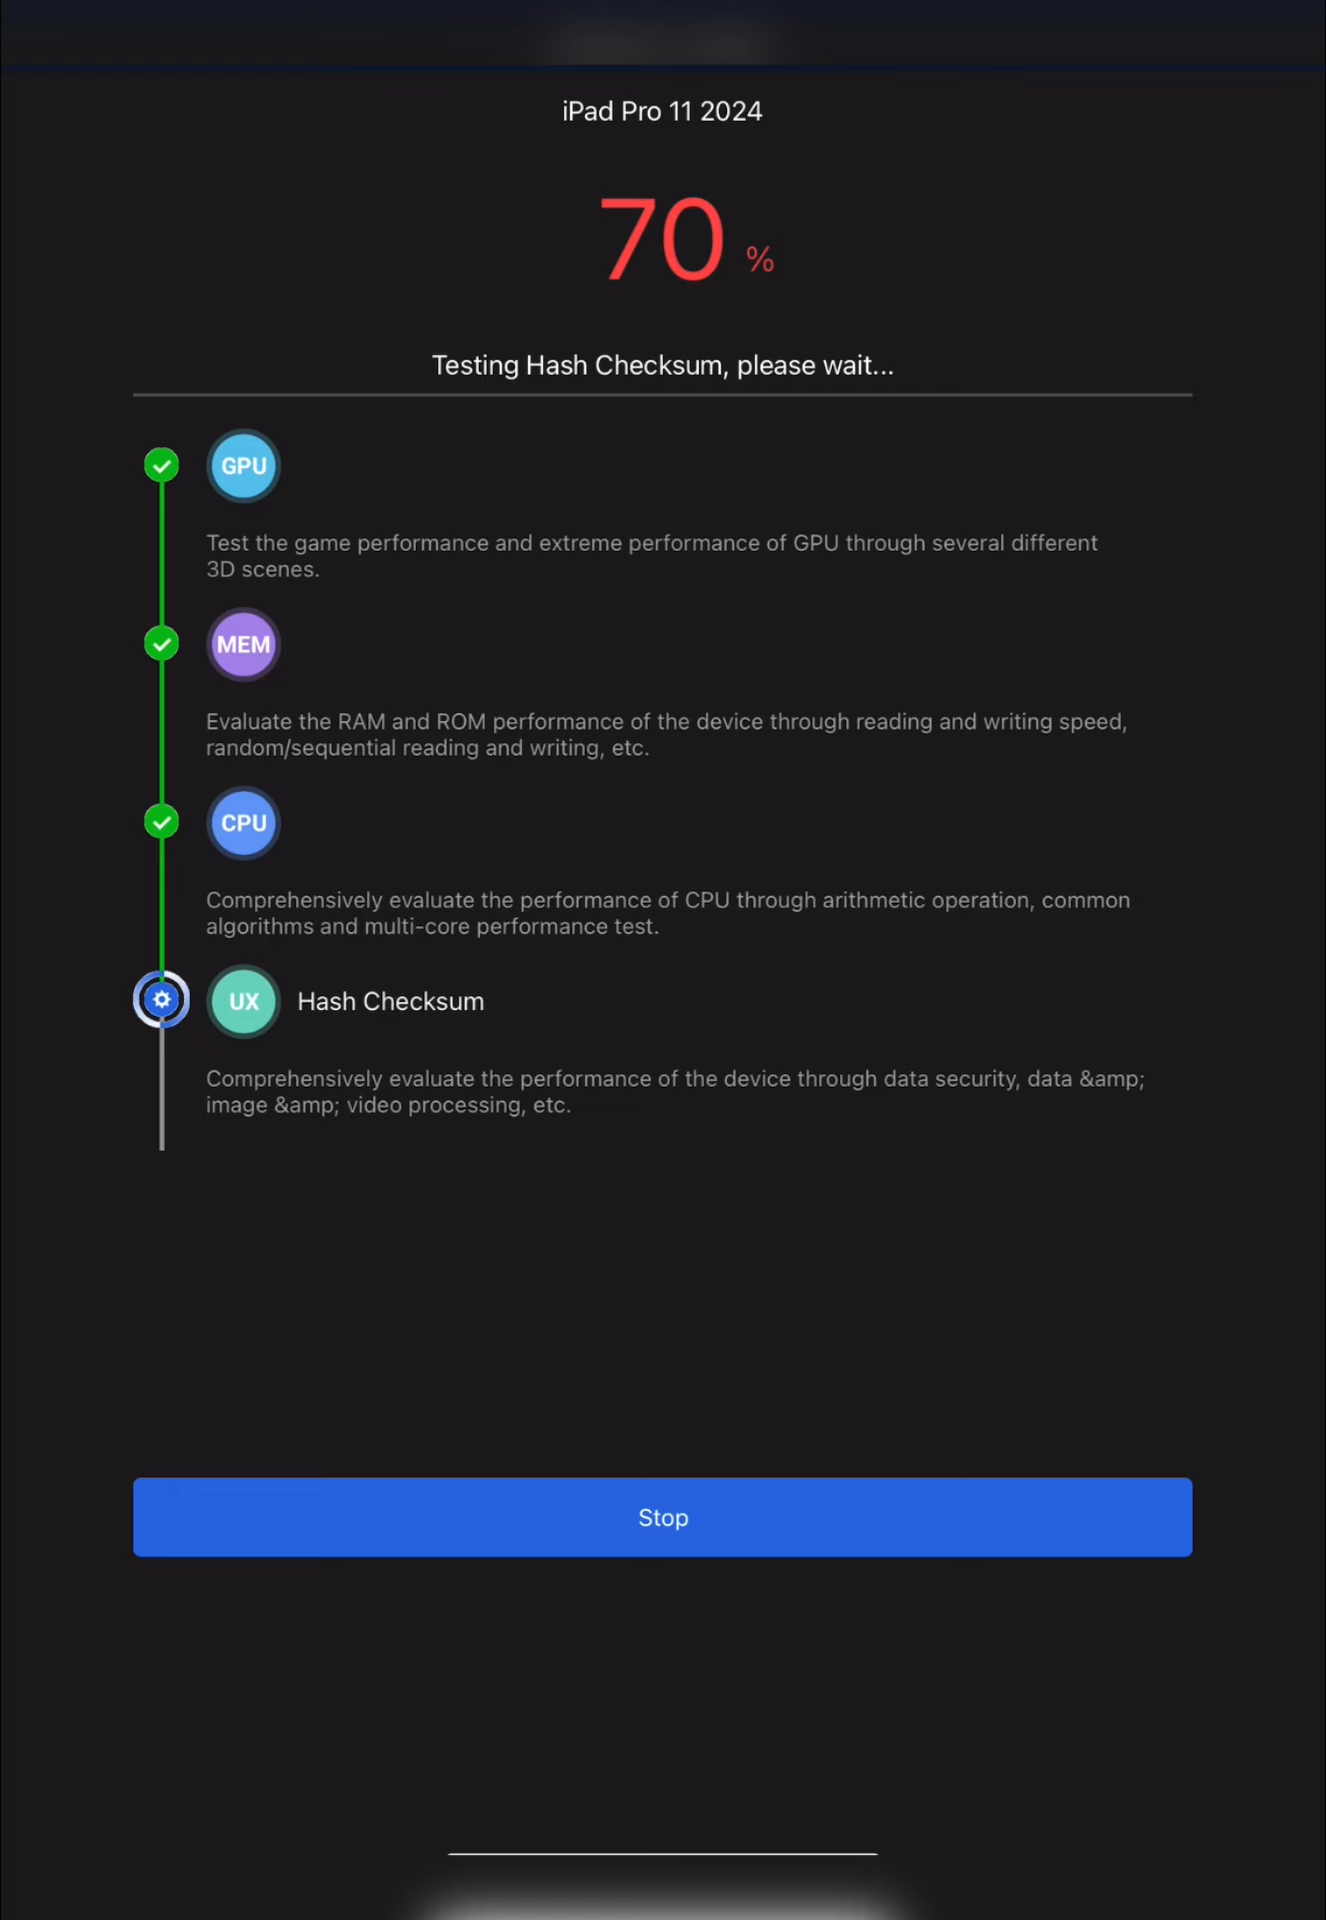 iPad Pro 11 2024
70 %
Testing Hash Checksum, please wait...
GPU
Test the game performance and extreme performance of GPU through several different
3D scenes.
MEM
Evaluate the RAM and ROM performance of the device through reading and writing speed,
random/sequential reading and writing, etc.
CPU
Comprehensively evaluate the performance of CPU through arithmetic operation, common
algorithms and multi-core performance test.
UX Hash Checksum
Comprehensively evaluate the performance of the device through data security, data &amp;
image &amp; video processing, etc.
Stop